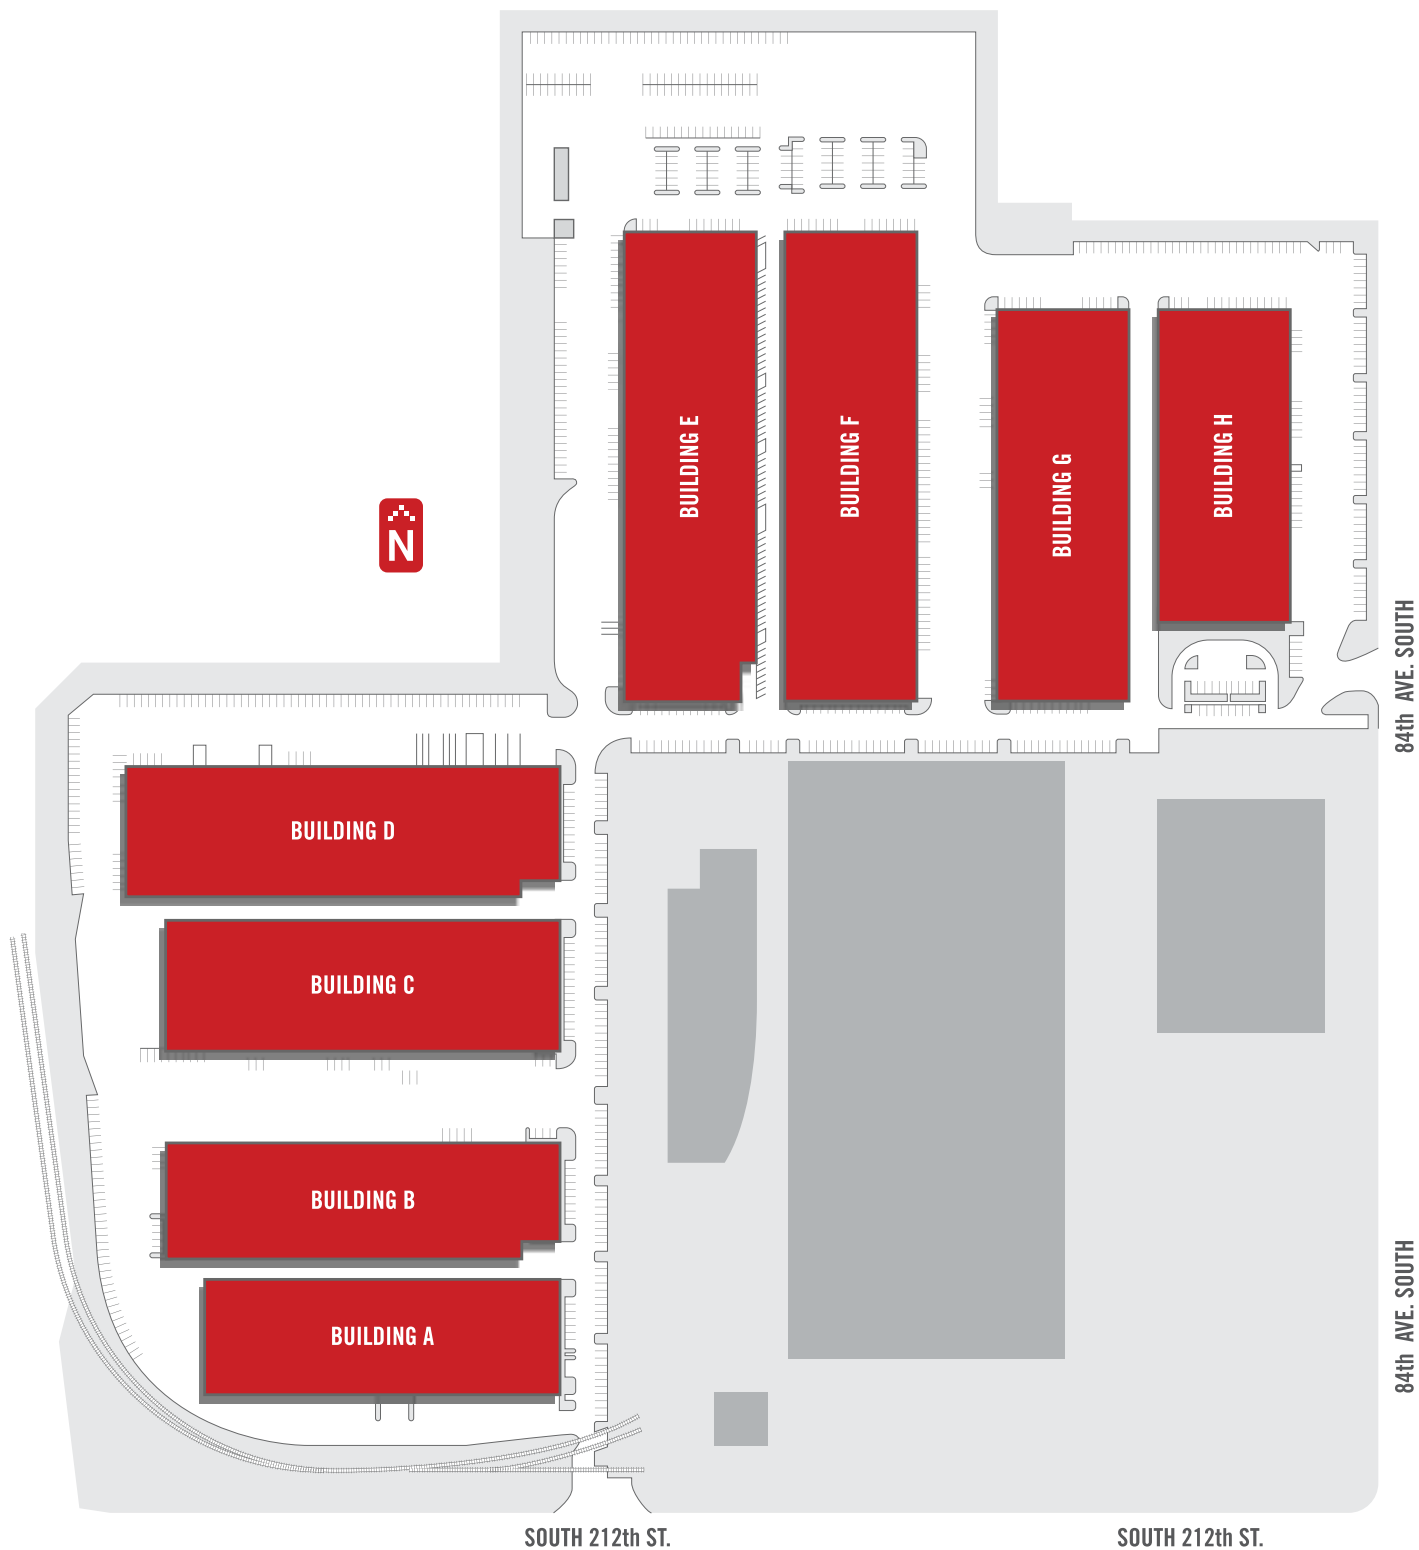 BUILDING E
BUILDING F
BUILDING G
BUILDING H
N
84th AVE. SOUTH
BUILDING D
BUILDING C
BUILDING B
BUILDING A
84th AVE. SOUTH
SOUTH 212th ST.
SOUTH 212th ST.